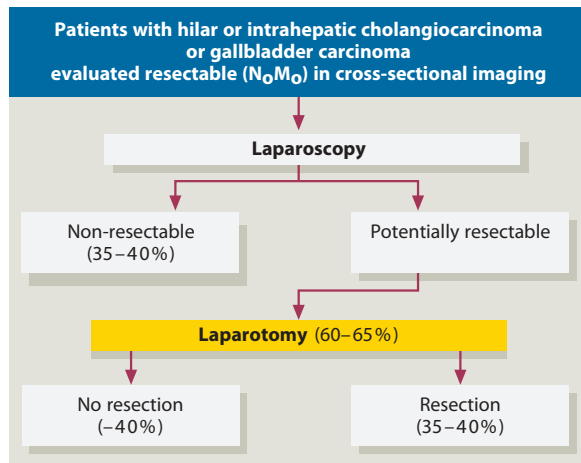 Patients with hilar or intrahepatic cholangiocarcinoma
or gallbladder carcinoma
evaluated resectable (N₀M₀) in cross-sectional imaging
Laparoscopy
Non-resectable
(35–40%)
Potentially resectable
Laparotomy (60–65%)
No resection
(–40%)
Resection
(35–40%)